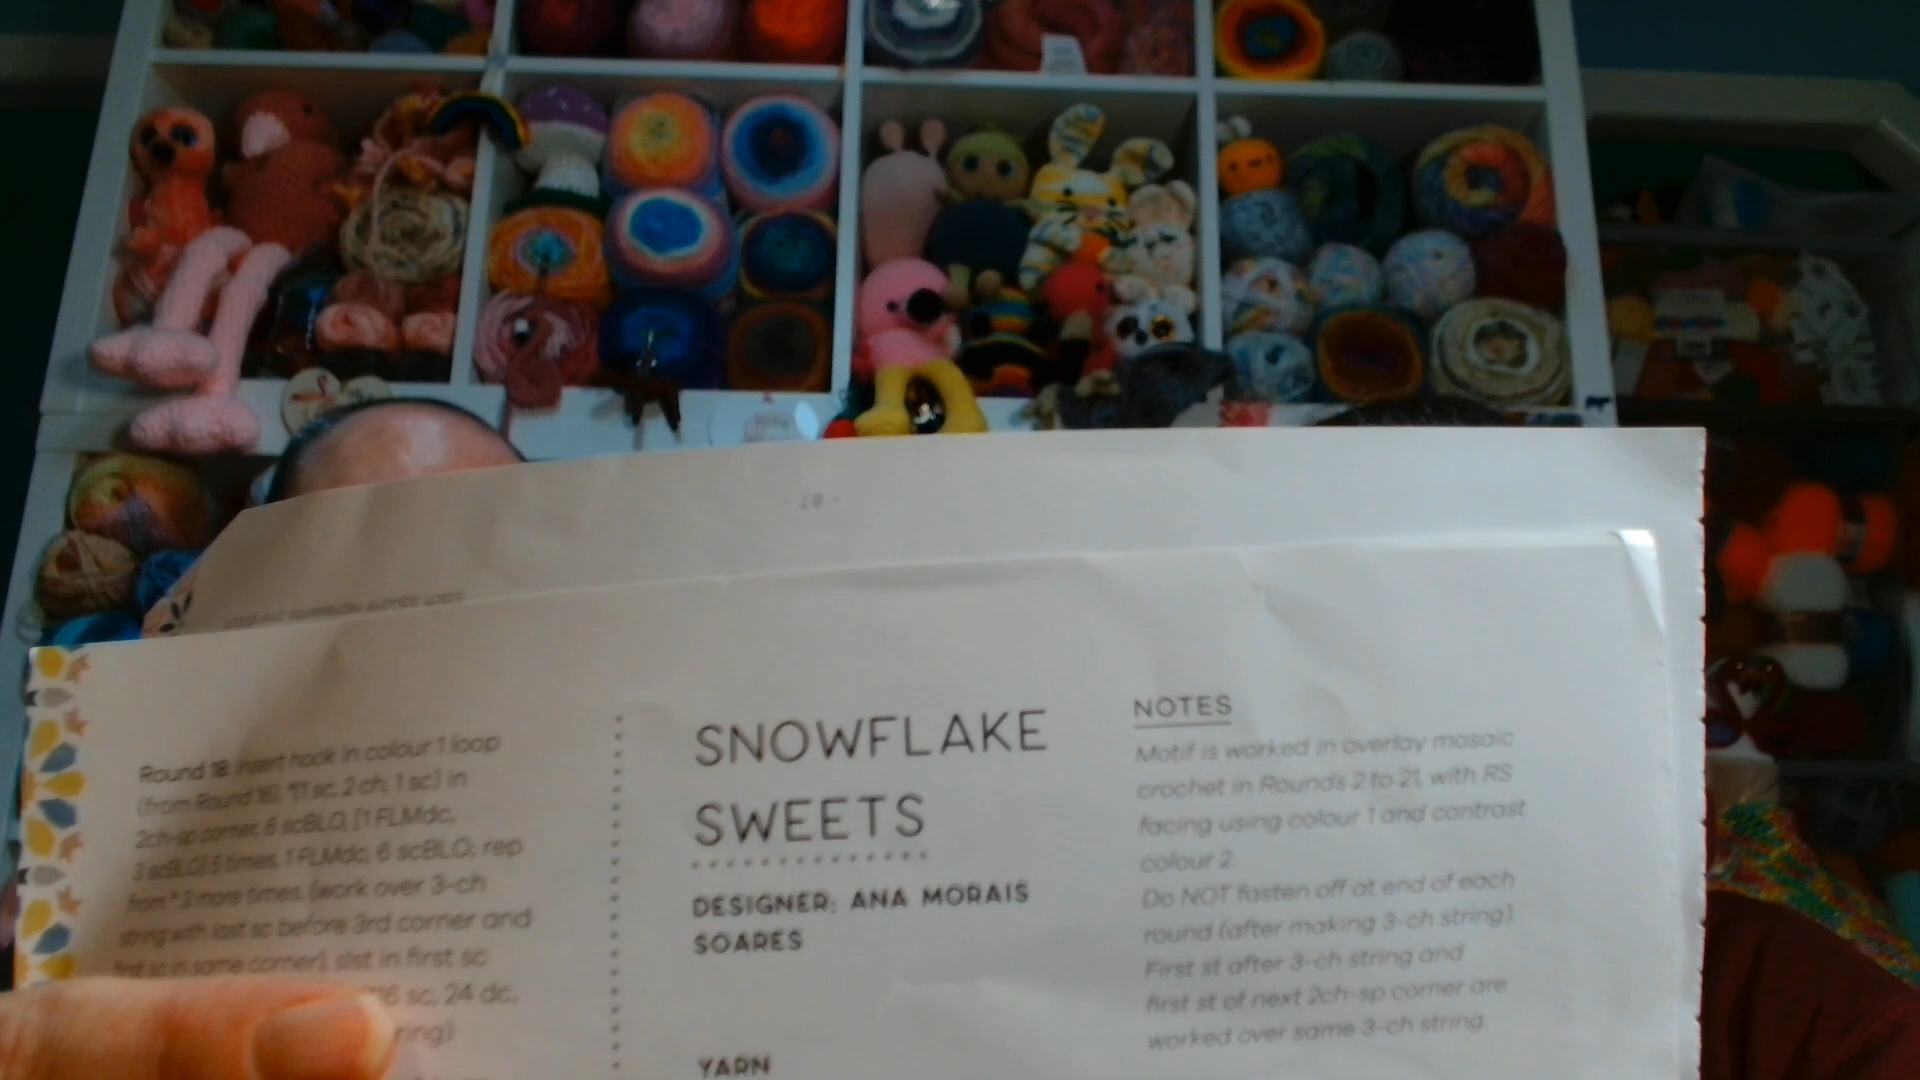 Round 18: Insert hook in colour 1 loop
(from Round 16), *[1 sc, 2 ch, 1 sc] in
2ch-sp corner, 6 scBLO, [1 FLMdc,
3 scBLO] 5 times, 1 FLMdc, 6 scBLO; rep
from * 3 more times, (work over 3-ch
string with last sc before 3rd corner and
first sc in same corner), slst in first sc
16 sc, 24 dc,
SNOWFLAKE
SWEETS
DESIGNER: ANA MORAIS
SOARES
YARN
NOTES
Motif is worked in overlay mosaic
crochet in Rounds 2 to 21, with RS
facing using colour 1 and contrast
colour 2.
Do NOT fasten off at end of each
round (after making 3-ch string).
First st after 3-ch string and
first st of next 2ch-sp corner are
worked over same 3-ch string.